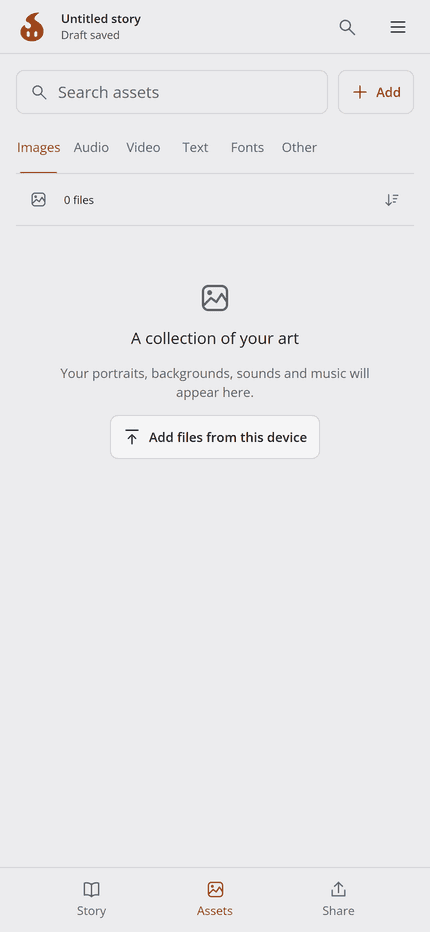 Untitled story
Draft saved
Search assets
Add
Images Audio Video Text Fonts Other
0 files
A collection of your art
Your portraits, backgrounds, sounds and music will
appear here.
Add files from this device
Story Assets Share